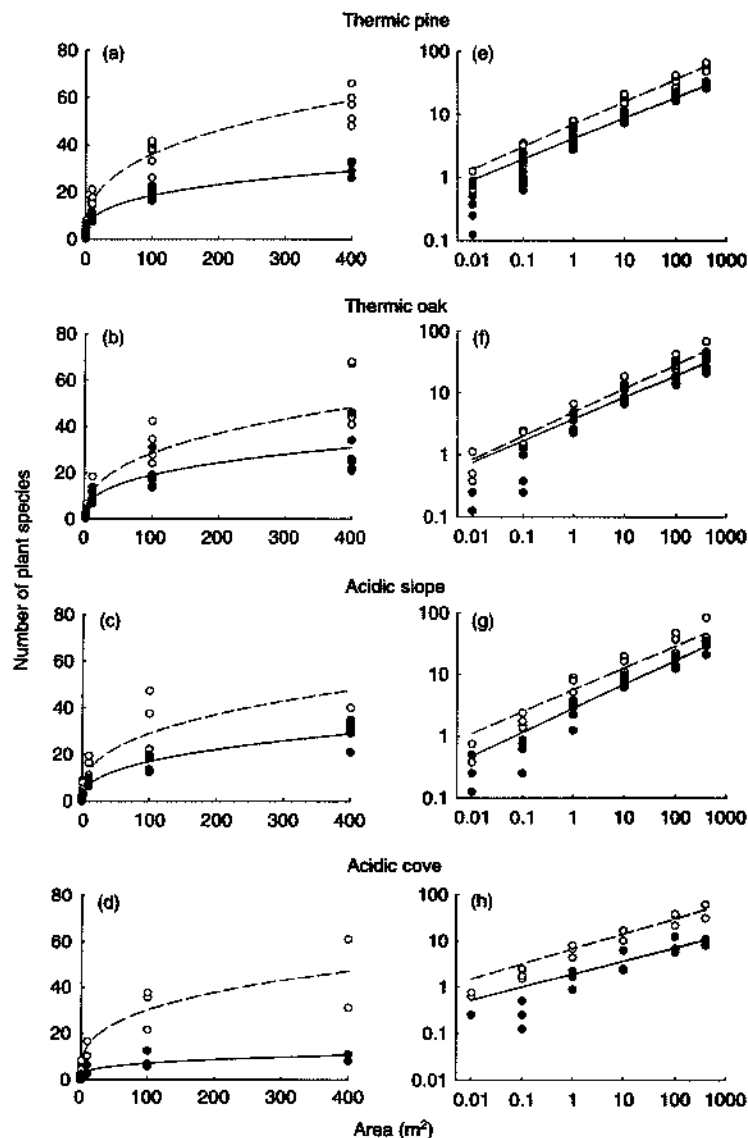 Thermic pine
(a)
80
60
40
20
0
0 100 200 300 400
(e)
100
10
1
0.1
0.01 0.1 1 10 100 1000
Thermic oak
(b)
80
60
40
20
0
0 100 200 300 400
(f)
100
10
1
0.1
0.01 0.1 1 10 100 1000
Acidic slope
(c)
80
60
40
20
0
0 100 200 300 400
(g)
100
10
1
0.1
0.01 0.1 1 10 100 1000
Acidic cove
(d)
80
60
40
20
0
0 100 200 300 400
(h)
100
10
1
0.1
0.01
0.01 0.1 1 10 100 1000
Number of plant species
Area (m²)